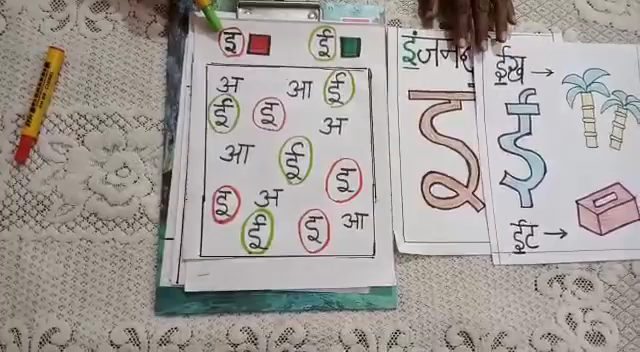 इ ई
अ आ ई
ई इ अ
आ ई इ
इ अ
ई इ आ
ईख
इ ई
ईट